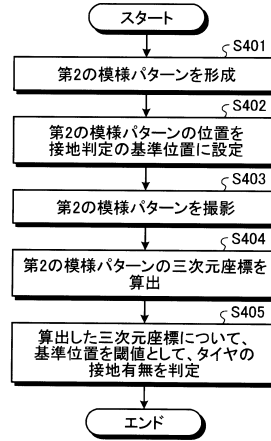 スタート
S401
第2の模様パターンを形成
S402
第2の模様パターンの位置を
接地判定の基準位置に設定
S403
第2の模様パターンを撮影
S404
第2の模様パターンの三次元座標を
算出
S405
算出した三次元座標について、
基準位置を閾値として、タイヤの
接地有無を判定
エンド